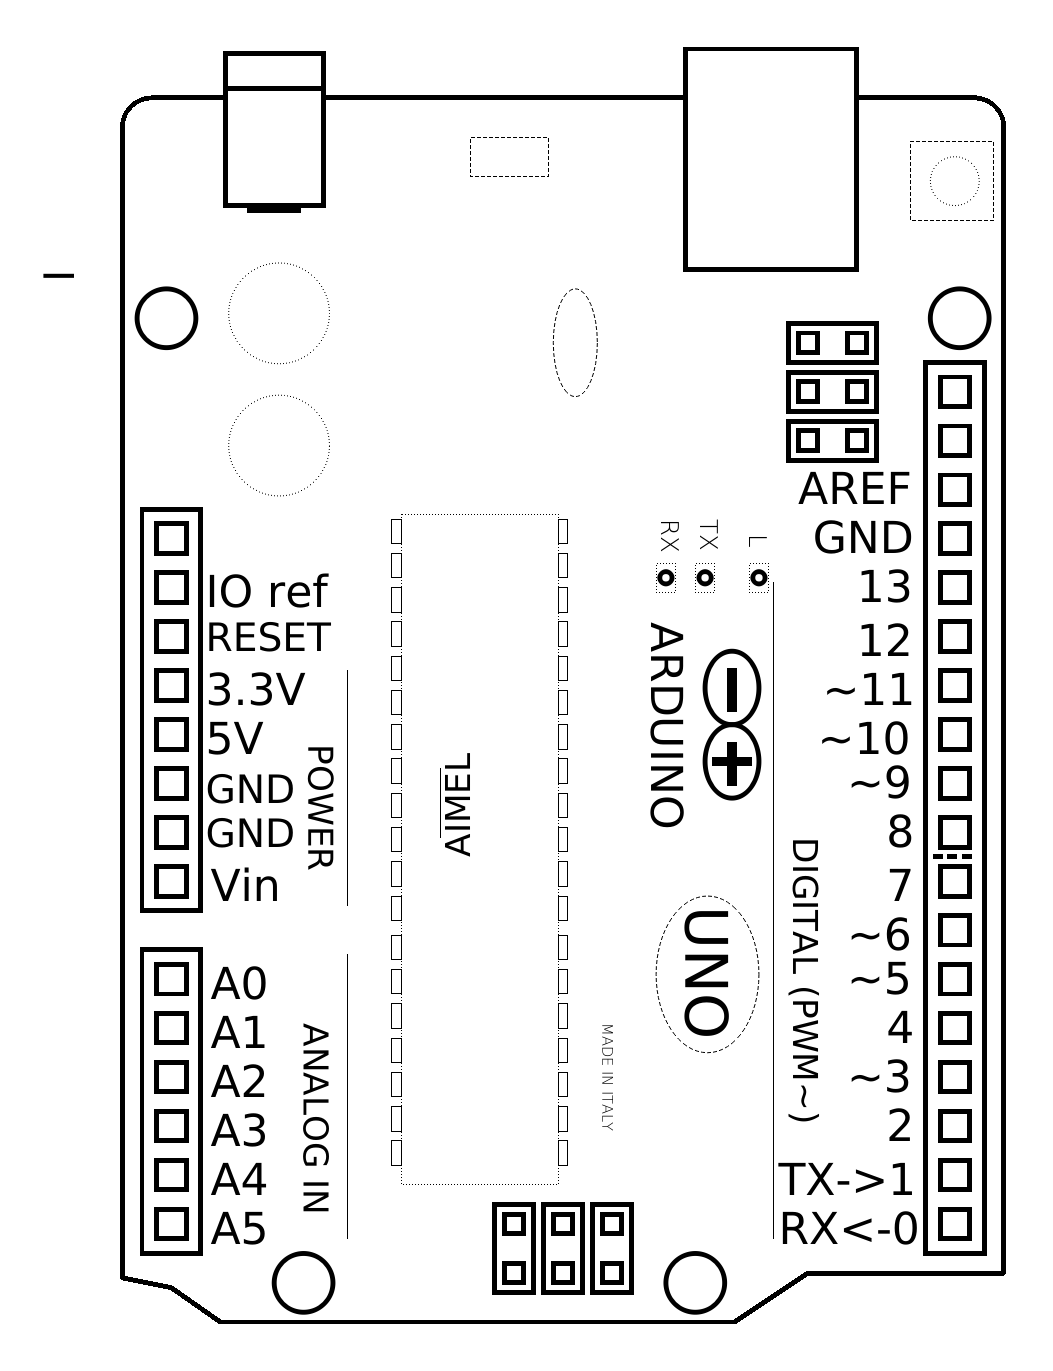 AREF
GND
13
12
~11
~10
~9
8
7
~6
~5
4
~3
2
TX->1
RX<-0
DIGITAL (PWM~)
L
TX
RX
ARDUINO
UNO
MADE IN ITALY
AIMEL
IO ref
RESET
3.3V
5V
GND
GND
Vin
POWER
A0
A1
A2
A3
A4
A5
ANALOG IN